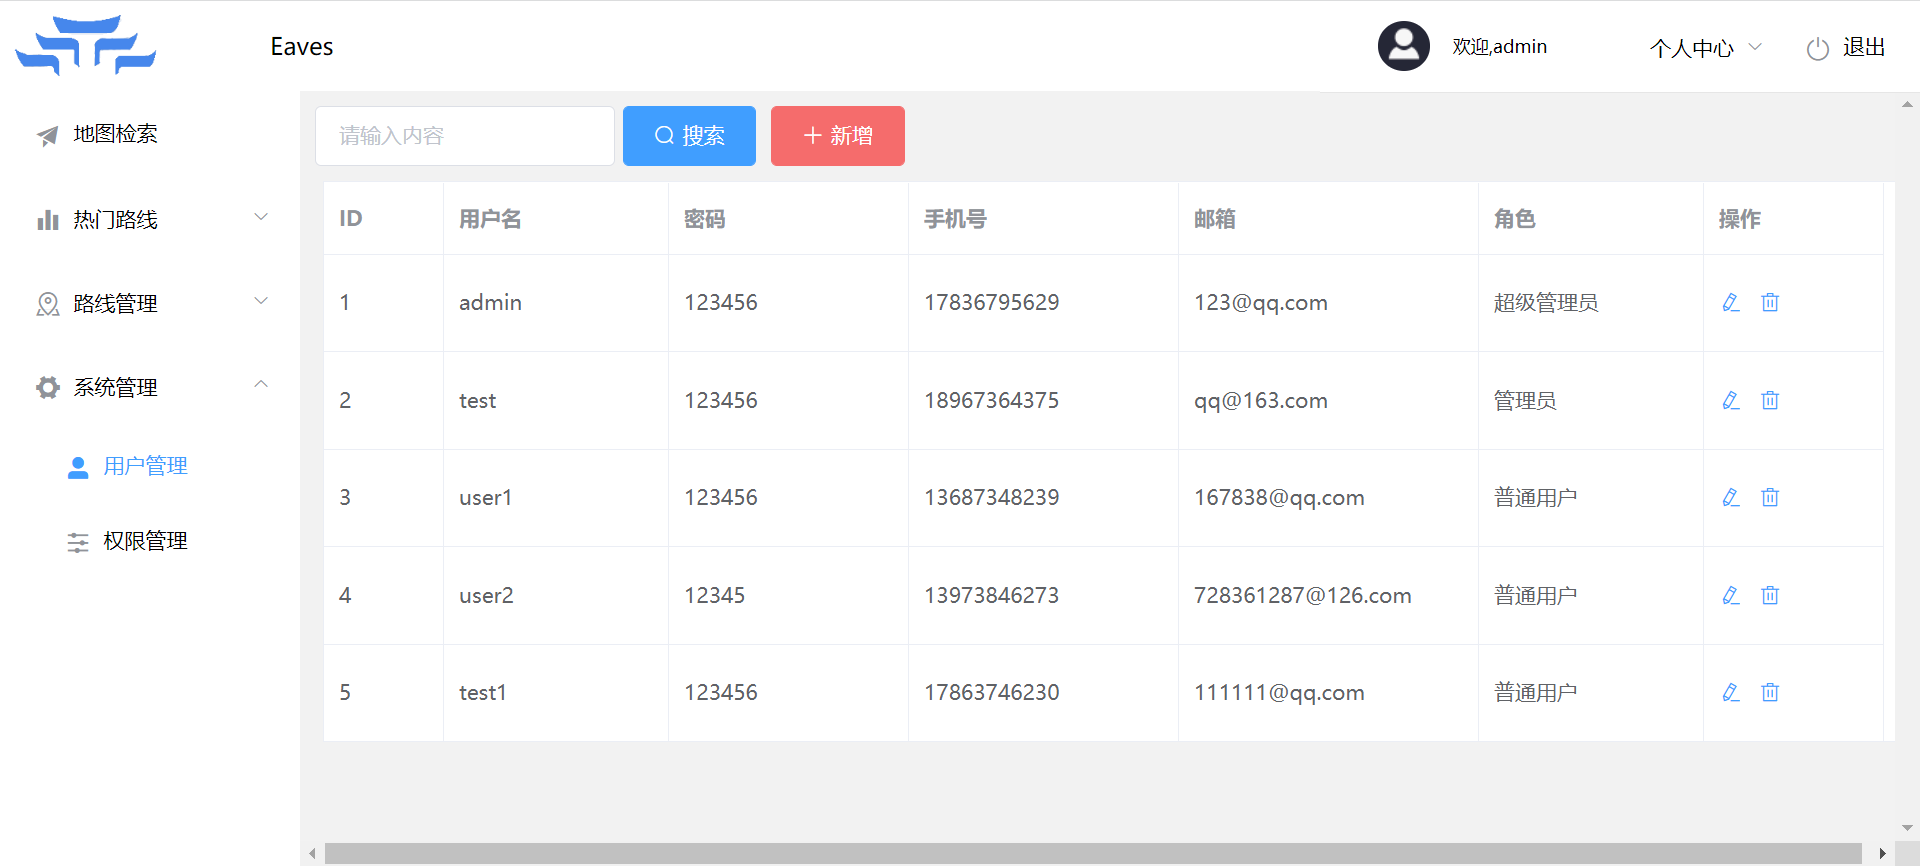 Eaves
欢迎,admin
个人中心
退出
地图检索
热门路线
路线管理
系统管理
用户管理
权限管理
请输入内容
搜索
新增
ID 用户名 密码 手机号 邮箱 角色 操作
1 admin 123456 17836795629 123@qq.com 超级管理员
2 test 123456 18967364375 qq@163.com 管理员
3 user1 123456 13687348239 167838@qq.com 普通用户
4 user2 12345 13973846273 728361287@126.com 普通用户
5 test1 123456 17863746230 111111@qq.com 普通用户